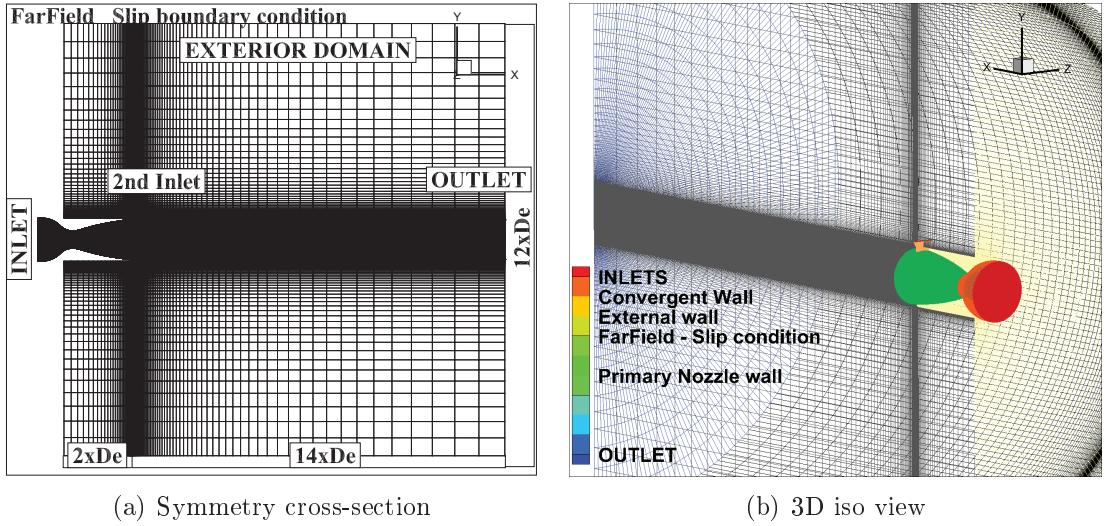 FarField Slip boundary condition
EXTERIOR DOMAIN
Y
X
Z
2nd Inlet
OUTLET
INLET
12xDe
2xDe
14xDe
(a) Symmetry cross-section
Y
X
Z
INLETS
Convergent Wall
External wall
FarField - Slip condition
Primary Nozzle wall
OUTLET
(b) 3D iso view